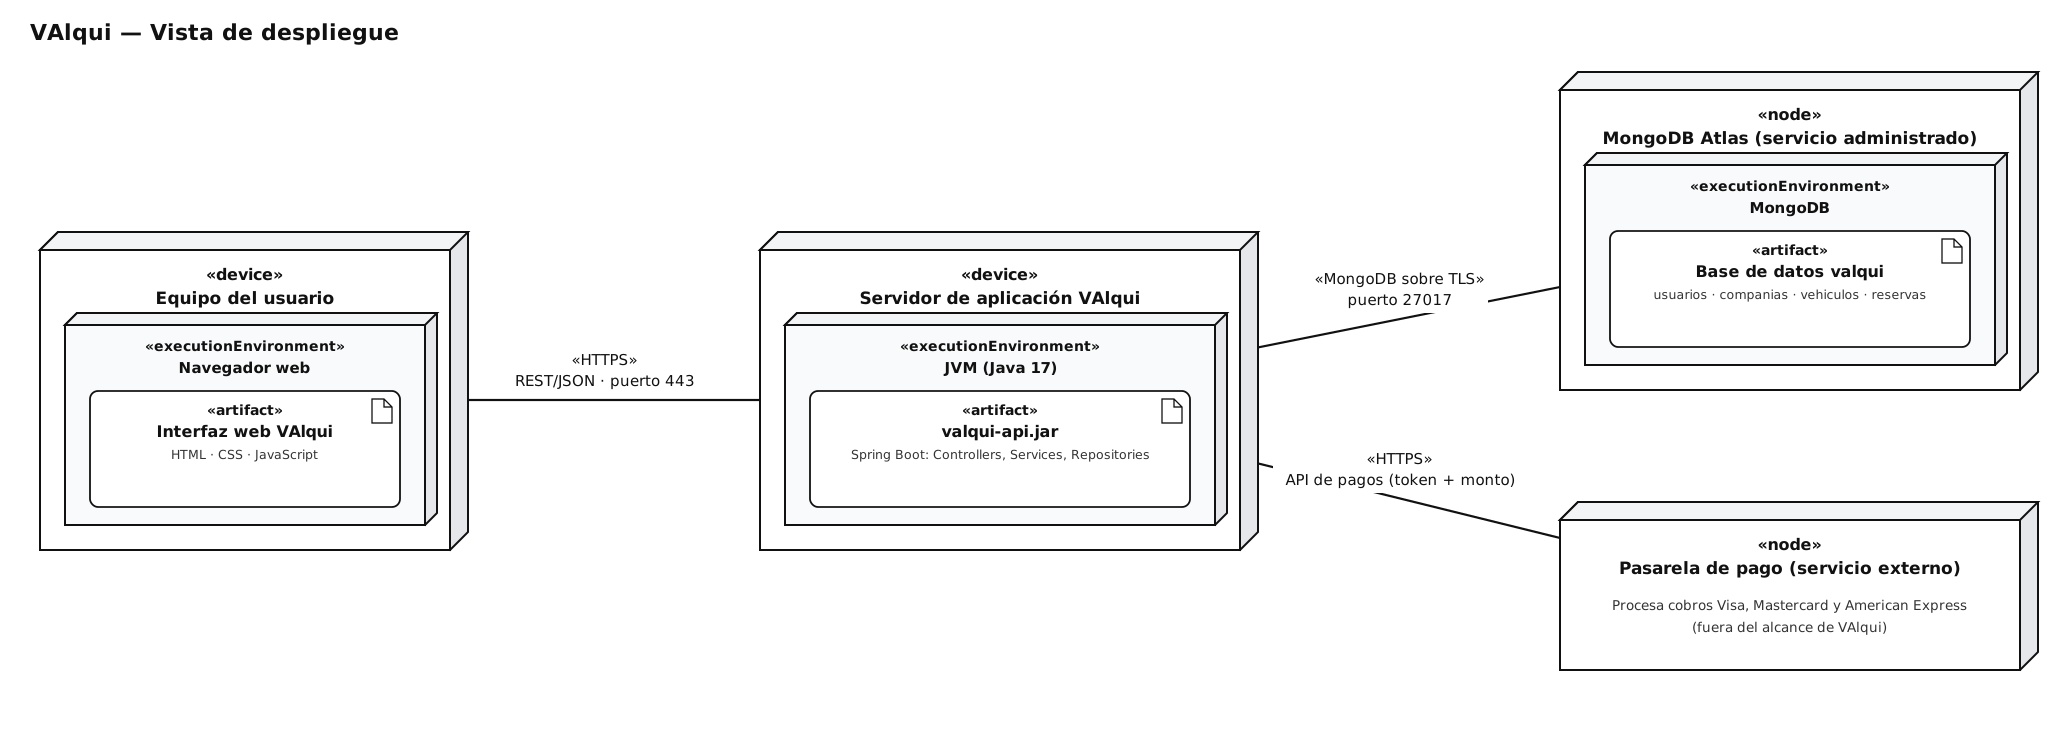 VAlqui — Vista de despliegue
«device»
Equipo del usuario
«executionEnvironment»
Navegador web
«artifact»
Interfaz web VAlqui
HTML · CSS · JavaScript
«HTTPS»
REST/JSON · puerto 443
«device»
Servidor de aplicación VAlqui
«executionEnvironment»
JVM (Java 17)
«artifact»
valqui-api.jar
Spring Boot: Controllers, Services, Repositories
«MongoDB sobre TLS»
puerto 27017
«node»
MongoDB Atlas (servicio administrado)
«executionEnvironment»
MongoDB
«artifact»
Base de datos valqui
usuarios · companias · vehiculos · reservas
«HTTPS»
API de pagos (token + monto)
«node»
Pasarela de pago (servicio externo)
Procesa cobros Visa, Mastercard y American Express
(fuera del alcance de VAlqui)